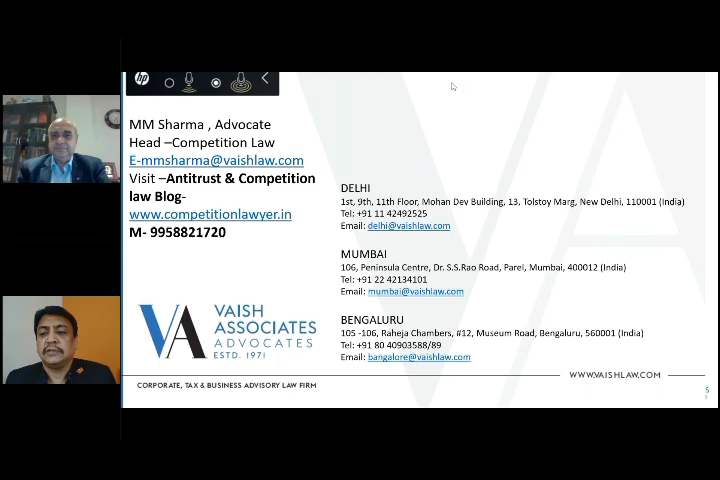 hp
MM Sharma , Advocate
Head –Competition Law
E-mmsharma@vaishlaw.com
Visit –Antitrust & Competition
law Blog-
www.competitionlawyer.in
M- 9958821720
DELHI
1st, 9th, 11th Floor, Mohan Dev Building, 13, Tolstoy Marg, New Delhi, 110001 (India)
Tel: +91 11 42492525
Email: delhi@vaishlaw.com
MUMBAI
106, Peninsula Centre, Dr. S.S.Rao Road, Parel, Mumbai, 400012 (India)
Tel: +91 22 42134101
Email: mumbai@vaishlaw.com
BENGALURU
105 -106, Raheja Chambers, #12, Museum Road, Bengaluru, 560001 (India)
Tel: +91 80 40903588/89
Email: bangalore@vaishlaw.com
VA
VAISH
ASSOCIATES
ADVOCATES
ESTD. 1971
WWW.VAISHLAW.COM
CORPORATE, TAX & BUSINESS ADVISORY LAW FIRM